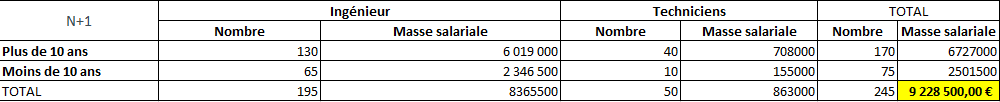 N+1 Ingénieur Techniciens TOTAL
Nombre Masse salariale Nombre Masse salariale Nombre Masse salariale
Plus de 10 ans 130 6 019 000 40 708000 170 6727000
Moins de 10 ans 65 2 346 500 10 155000 75 2501500
TOTAL 195 8365500 50 863000 245 9 228 500,00 €